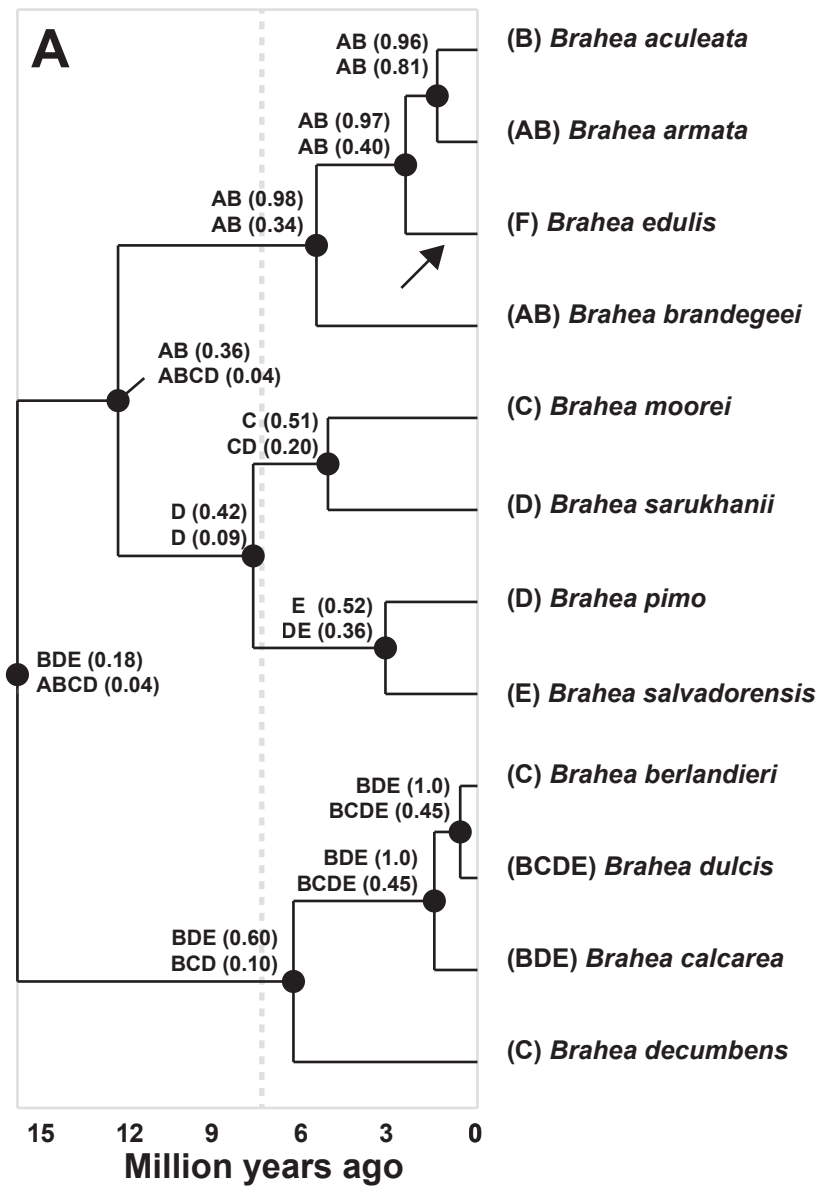 A
AB (0.96)
AB (0.81)
(B) Brahea aculeata
AB (0.97)
AB (0.40)
(AB) Brahea armata
AB (0.98)
AB (0.34)
(F) Brahea edulis
(AB) Brahea brandegeei
AB (0.36)
ABCD (0.04)
C (0.51)
CD (0.20)
(C) Brahea moorei
D (0.42)
D (0.09)
(D) Brahea sarukhanii
E (0.52)
DE (0.36)
(D) Brahea pimo
BDE (0.18)
ABCD (0.04)
(E) Brahea salvadorensis
BDE (1.0)
BCDE (0.45)
(C) Brahea berlandieri
BDE (1.0)
BCDE (0.45)
(BCDE) Brahea dulcis
BDE (0.60)
BCD (0.10)
(BDE) Brahea calcarea
(C) Brahea decumbens
15 12 9 6 3 0
Million years ago